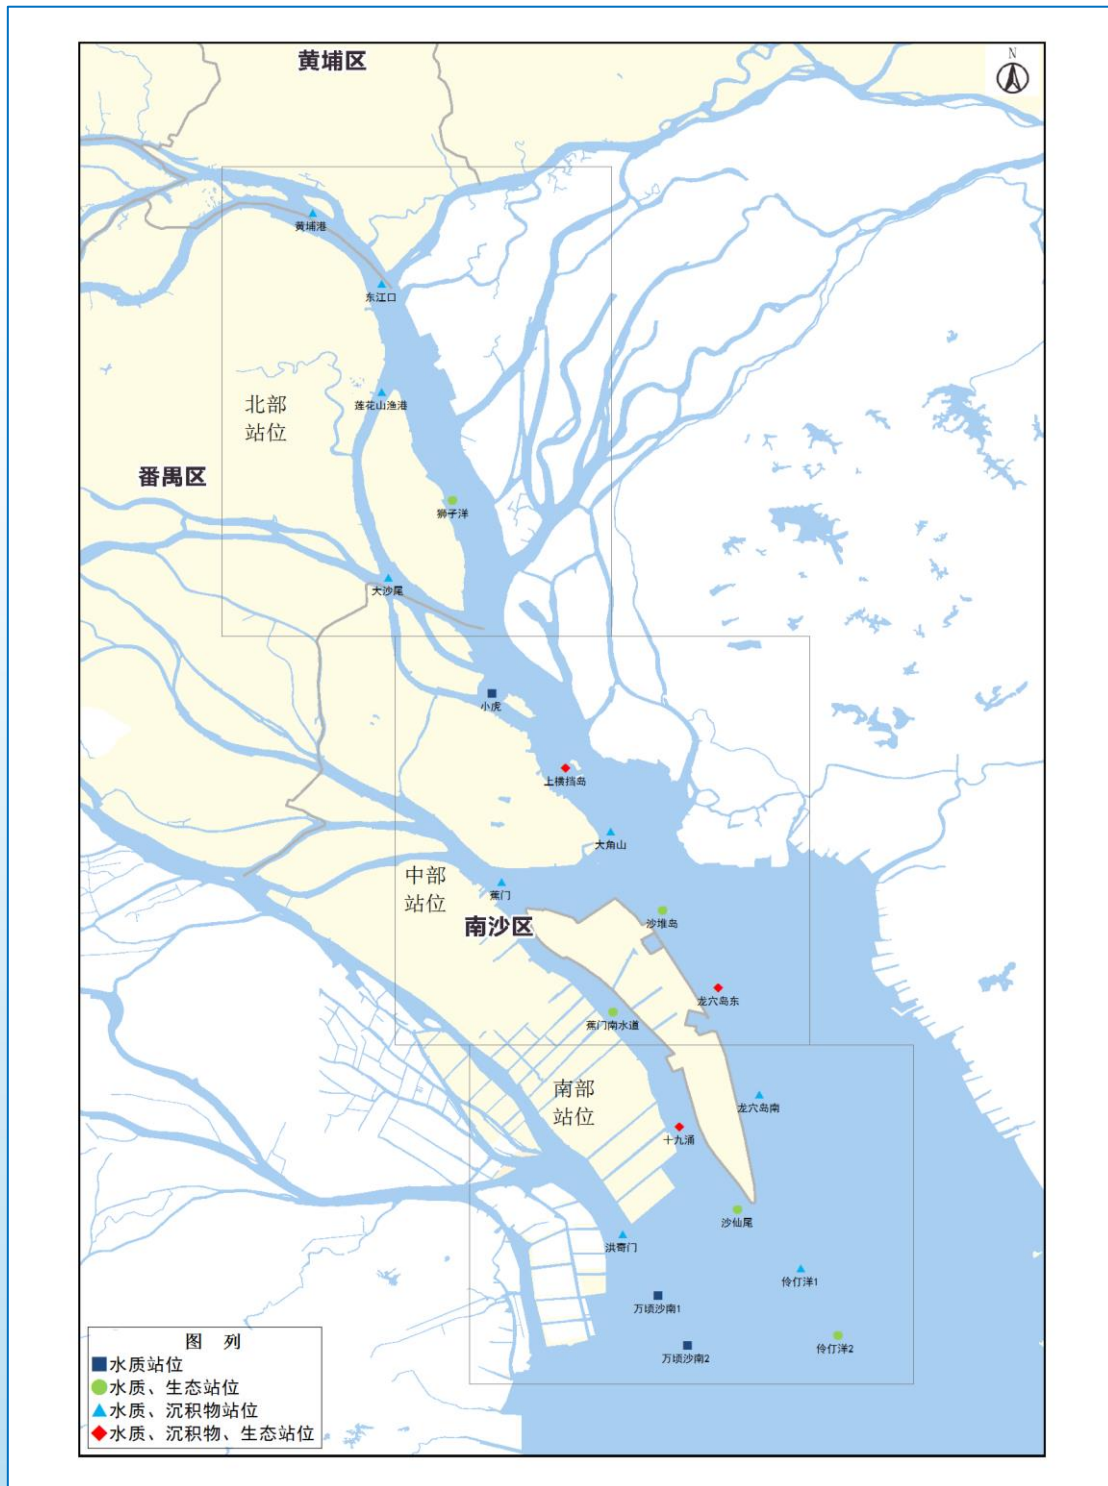 黄埔区
N
黄埔港
东江口
莲花山渔港
北部
站位
番禺区
狮子洋
大沙尾
小虎
上横挡岛
大角山
中部
站位
蕉门
南沙区
沙堆岛
龙穴岛东
蕉门南水道
南部
站位
龙穴岛南
十九涌
沙仙尾
洪奇门
伶仃洋1
万顷沙南1
伶仃洋2
万顷沙南2
图 列
水质站位
水质、生态站位
水质、沉积物站位
水质、沉积物、生态站位